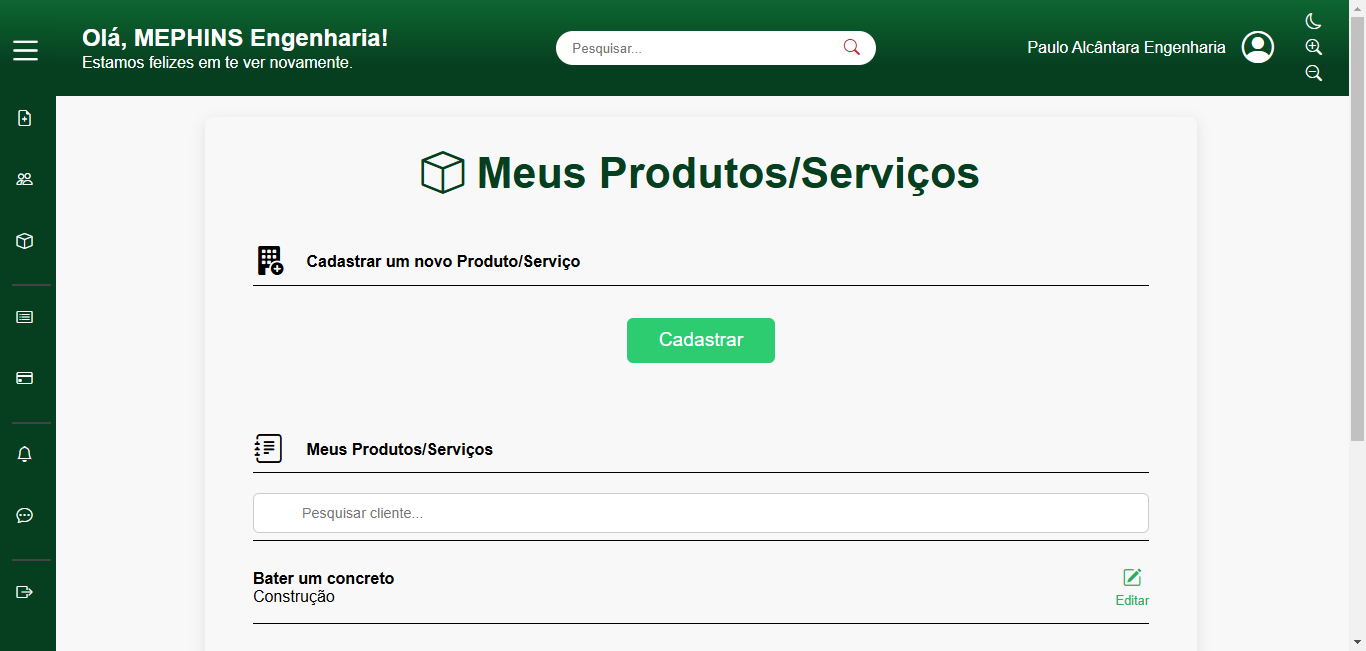 Olá, MEPHINS Engenharia!
Estamos felizes em te ver novamente.
Pesquisar...
Paulo Alcântara Engenharia
Meus Produtos/Serviços
Cadastrar um novo Produto/Serviço
Cadastrar
Meus Produtos/Serviços
Pesquisar cliente...
Bater um concreto
Construção
Editar